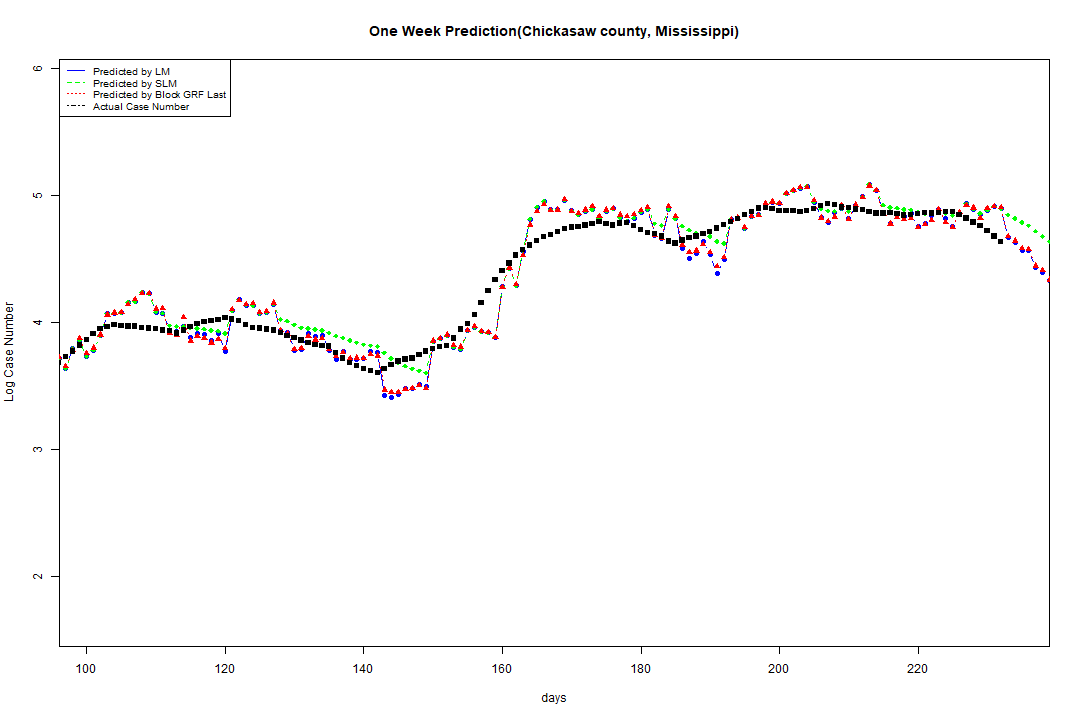 One Week Prediction(Chickasaw county, Mississippi)
Predicted by LM
Predicted by SLM
Predicted by Block GRF Last
Actual Case Number
6
5
4
3
2
Log Case Number
100 120 140 160 180 200 220
days